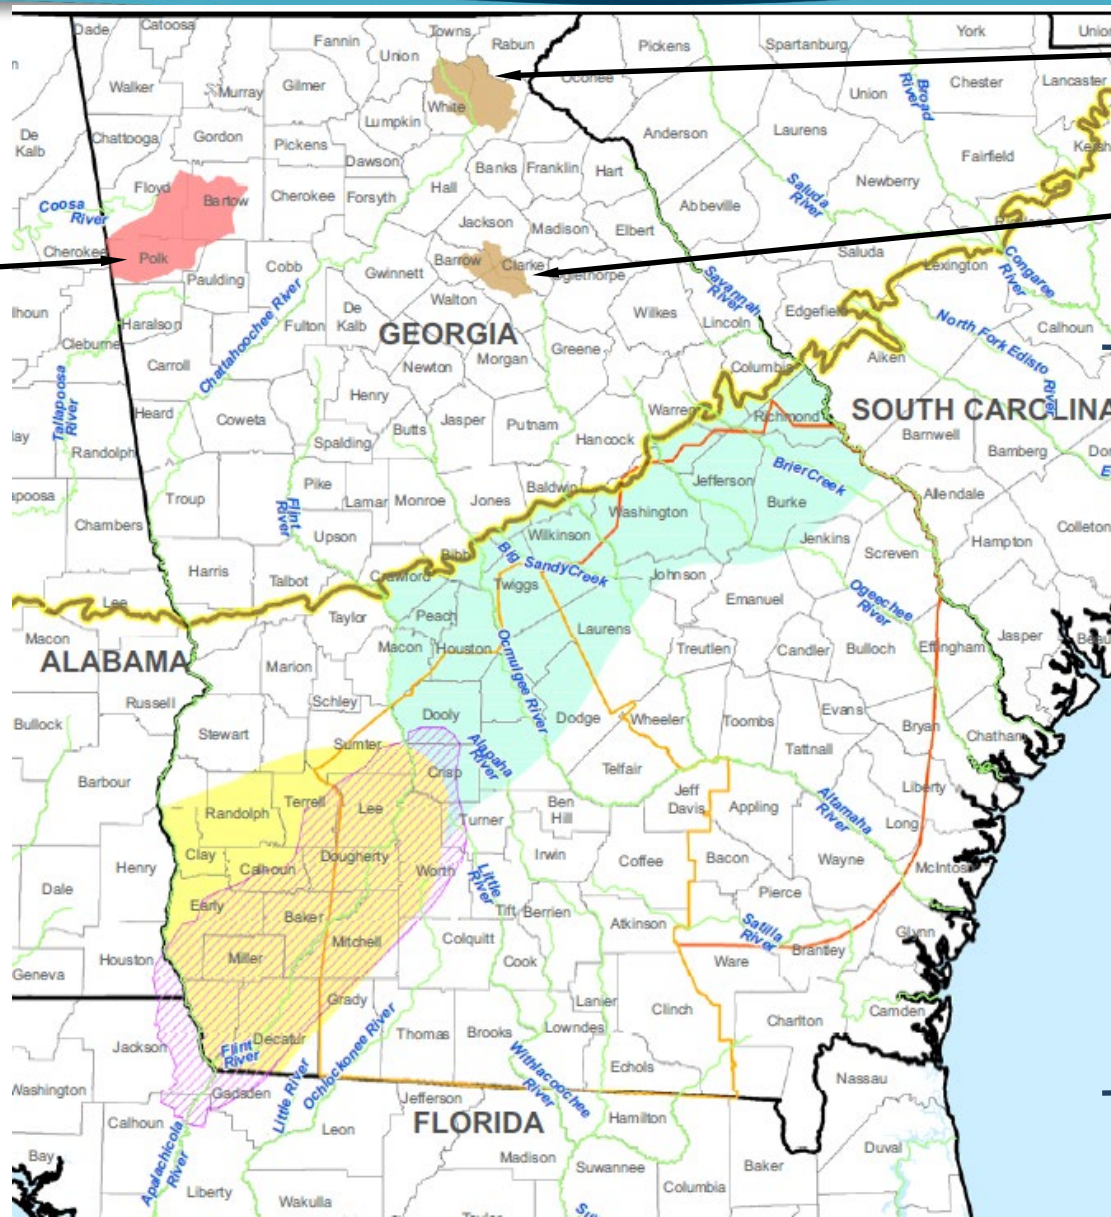 Dade
Catoosa
Fannin
Towns
Union
Rabun
Pickens
Spartanburg
York
Union
Walker
Murray
Gilmer
White
Oconee
Union
Broad
River
Chester
Lancaster
De
Kalb
Chattooga
Gordon
Pickens
Lumpkin
Dawson
Banks
Franklin
Hart
Anderson
Laurens
Fairfield
Kersh
Floyd
Bartow
Cherokee
Forsyth
Hall
Abbeville
Newberry
Saluda
River
Coosa
River
Cherokee
Polk
Paulding
Cobb
Gwinnett
Jackson
Madison
Elbert
Barrow
Clarke
Oglethorpe
Saluda
Lexington
Congaree
River
lhoun
Haralson
Cleburne
Carroll
Fulton
De
Kalb
Walton
GEORGIA
Morgan
Greene
Wilkes
Lincoln
Savannah
River
Edgefield
Aiken
North Fork Edisto
River
Calhoun
Chattahoochee River
Newton
Columbia
Tallapoosa
River
Heard
Coweta
Henry
Butts
Jasper
Putnam
Hancock
Warren
Richmond
SOUTH CAROLINA
Barnwell
Bamberg
lay
Randolph
Spalding
Pike
Lamar
Monroe
Jones
Baldwin
Jefferson
Brier Creek
Burke
Allendale
apoosa
Troup
Flint
River
Upson
Wilkinson
Washington
Jenkins
Screven
Hampton
Colleton
Chambers
Harris
Talbot
Crawford
Bibb
Big Sandy Creek
Twiggs
Johnson
Emanuel
Ogeechee
River
Lee
Macon
Taylor
Peach
Macon
Houston
Ocmulgee River
Laurens
Treutlen
Candler
Bulloch
Effingham
Jasper
Beau
ALABAMA
Marion
Russell
Schley
Dooly
Dodge
Wheeler
Toombs
Evans
Bryan
Chatham
Bullock
Stewart
Sumter
Crisp
Alapaha
River
Telfair
Tattnall
Barbour
Randolph
Terrell
Lee
Turner
Ben
Hill
Jeff
Davis
Appling
Altamaha
River
Liberty
Long
Henry
Clay
Calhoun
Dougherty
Worth
Irwin
Coffee
Bacon
Wayne
McIntosh
Dale
Early
Baker
Little
River
Tift
Berrien
Pierce
Atkinson
Satilla
River
Mitchell
Colquitt
Brantley
Glynn
Houston
Miller
Cook
Ware
Geneva
Grady
Lanier
Clinch
Charlton
Camden
Jackson
Flint
River
Decatur
Ochlockonee River
Thomas
Brooks
Lowndes
Withlacoochee
River
Echols
Nassau
Washington
Gadsden
Little River
Jefferson
Hamilton
Calhoun
Apalachicola
River
Leon
FLORIDA
Madison
Suwannee
Baker
Duval
Bay
Liberty
Wakulla
Columbia